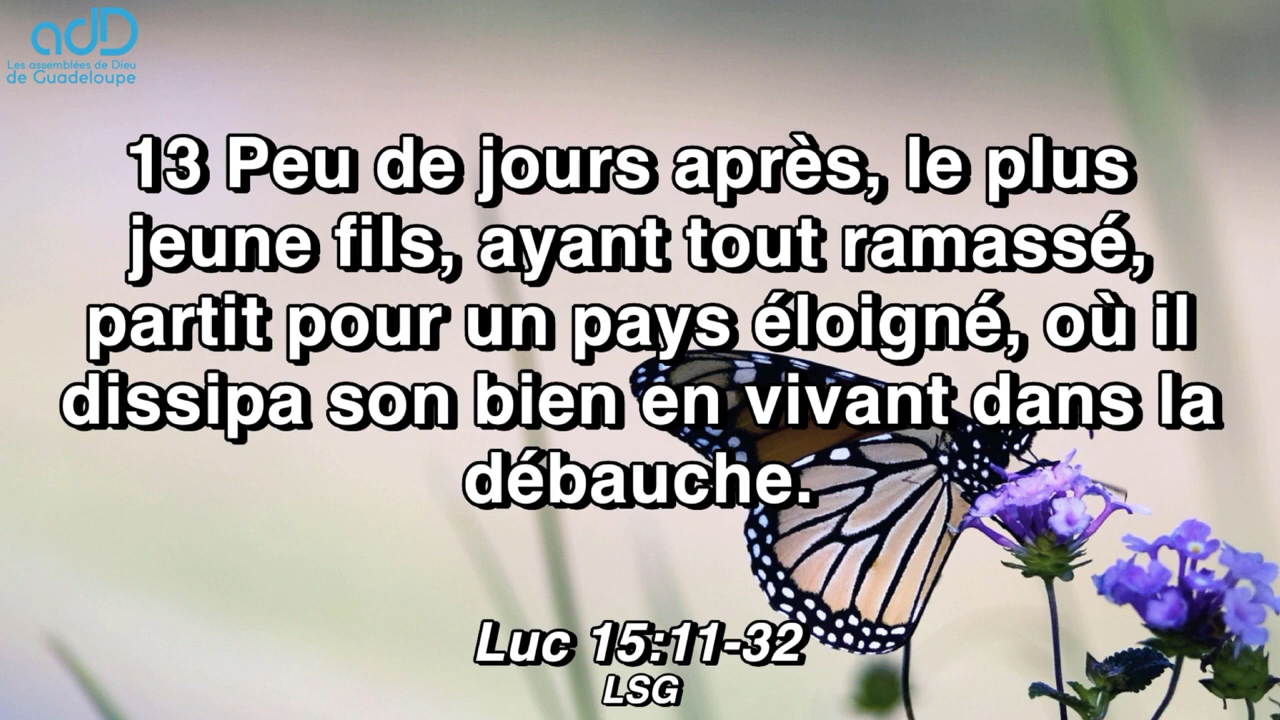 adD
Les assemblées de Dieu
de Guadeloupe
13 Peu de jours après, le plus
jeune fils, ayant tout ramassé,
partit pour un pays éloigné, où il
dissipa son bien en vivant dans la
débauche.
Luc 15:11-32
LSG